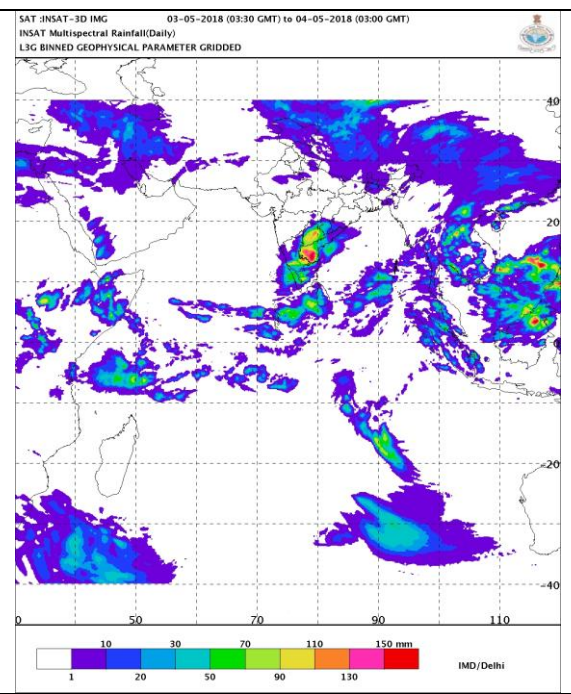 SAT :INSAT-3D IMG 03-05-2018 (03:30 GMT) to 04-05-2018 (03:00 GMT)
INSAT Multispectral Rainfall(Daily)
L3G BINNED GEOPHYSICAL PARAMETER GRIDDED
40
20
0
-20
-40
0 50 70 90 110
10 30 70 110 150 mm
1 20 50 90 130
IMD/Delhi